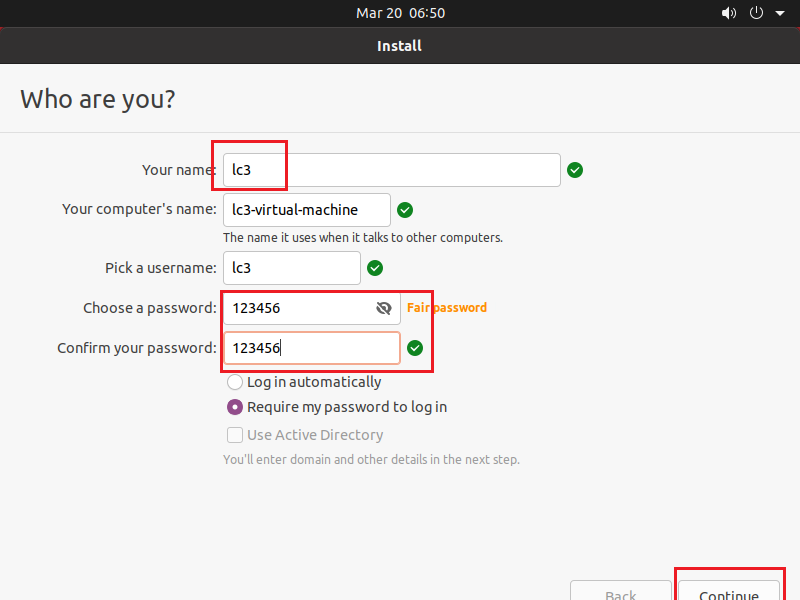 Mar 20 06:50
Install
Who are you?
Your name: lc3
Your computer's name: lc3-virtual-machine
The name it uses when it talks to other computers.
Pick a username: lc3
Choose a password: 123456 Fair password
Confirm your password: 123456
Log in automatically
Require my password to log in
Use Active Directory
You'll enter domain and other details in the next step.
Back Continue